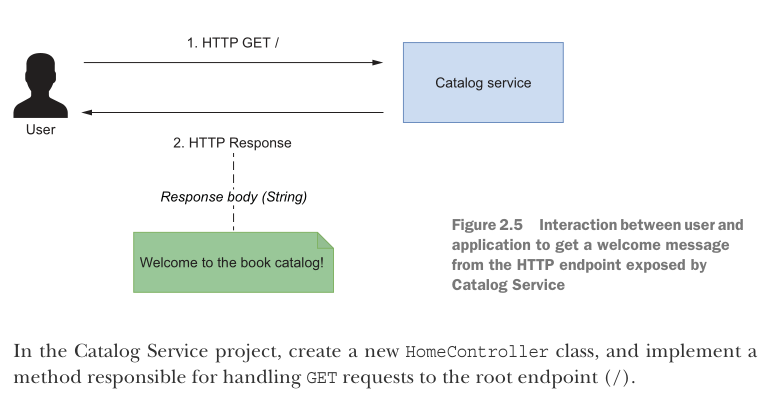 1. HTTP GET /
Catalog service
User
2. HTTP Response
Response body (String)
Welcome to the book catalog!
Figure 2.5 Interaction between user and
application to get a welcome message
from the HTTP endpoint exposed by
Catalog Service
In the Catalog Service project, create a new HomeController class, and implement a
method responsible for handling GET requests to the root endpoint (/).